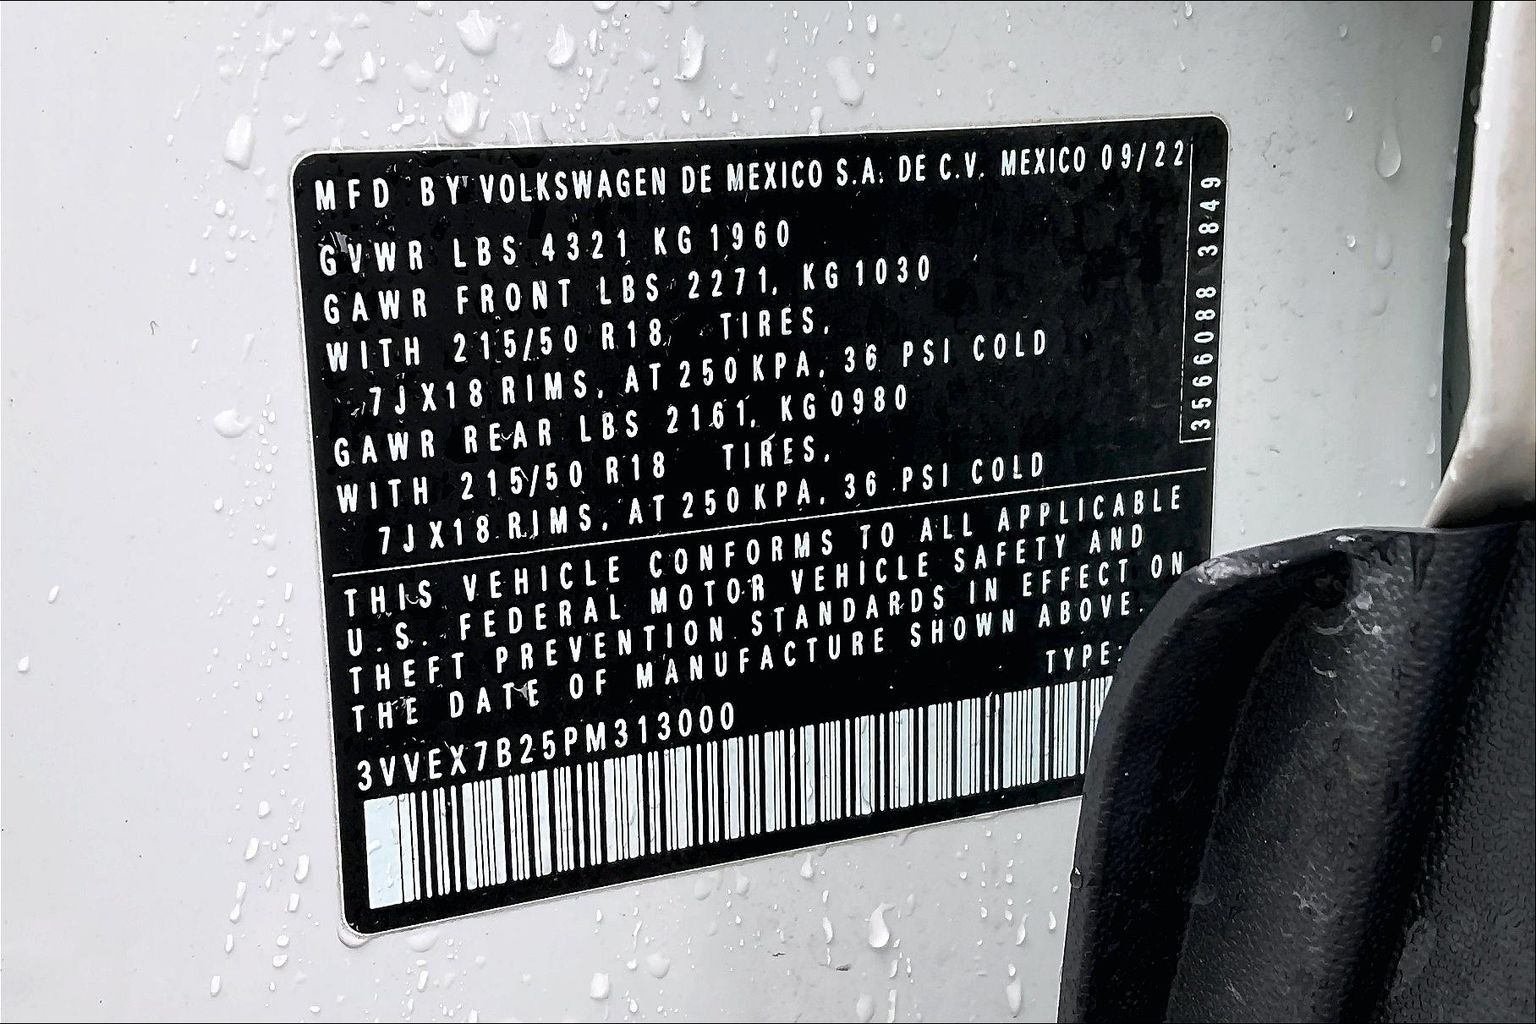 MFD BY VOLKSWAGEN DE MEXICO S.A. DE C.V. MEXICO 09/22
GVWR LBS 4321 KG 1960
GAWR FRONT LBS 2271, KG 1030
WITH 215/50 R18 TIRES,
7JX18 RIMS, AT 250 KPA, 36 PSI COLD
GAWR REAR LBS 2161, KG 0980
WITH 215/50 R18 TIRES,
7JX18 RIMS, AT 250 KPA, 36 PSI COLD
3566088 3849
THIS VEHICLE CONFORMS TO ALL APPLICABLE
U.S. FEDERAL MOTOR VEHICLE SAFETY AND
THEFT PREVENTION STANDARDS IN EFFECT ON
THE DATE OF MANUFACTURE SHOWN ABOVE.
TYPE:
3VVEX7B25PM313000